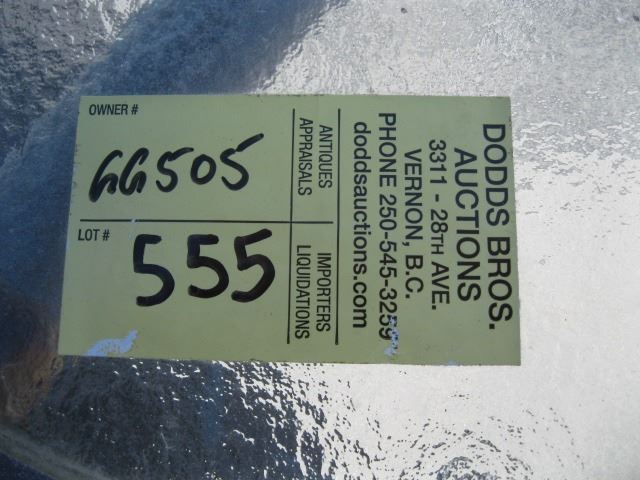 DODDS BROS.
AUCTIONS
3311 - 28TH AVE.
VERNON, B.C.
PHONE 250-545-3259
doddsauctions.com
ANTIQUES
APPRAISALS
IMPORTERS
LIQUIDATIONS
OWNER #
GG505
LOT #
555